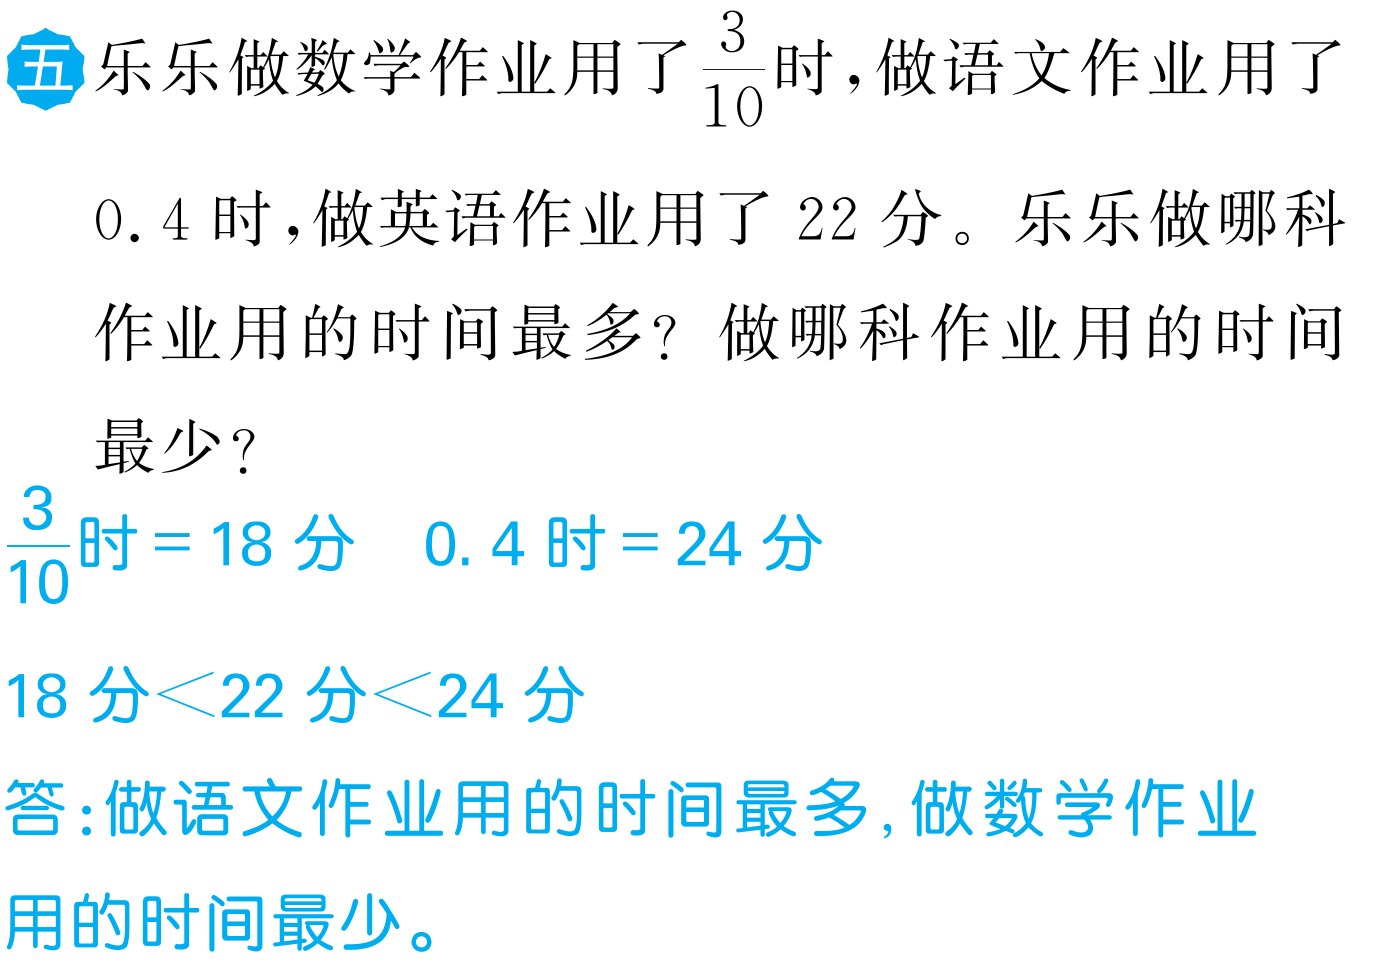 五 乐乐做数学作业用了3/10时,做语文作业用了
0.4时,做英语作业用了22分。乐乐做哪科
作业用的时间最多?做哪科作业用的时间
最少?
3/10时=18分 0.4时=24分
18分<22分<24分
答:做语文作业用的时间最多,做数学作业
用的时间最少。